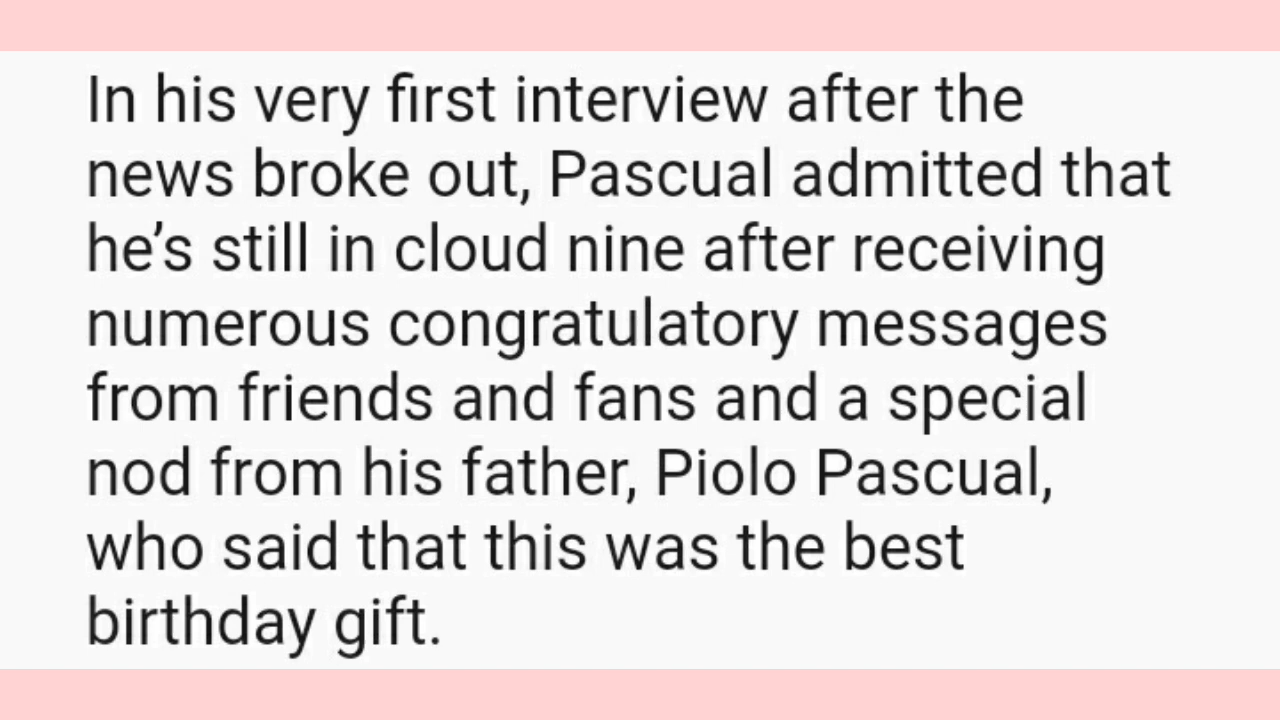 In his very first interview after the
news broke out, Pascual admitted that
he’s still in cloud nine after receiving
numerous congratulatory messages
from friends and fans and a special
nod from his father, Piolo Pascual,
who said that this was the best
birthday gift.